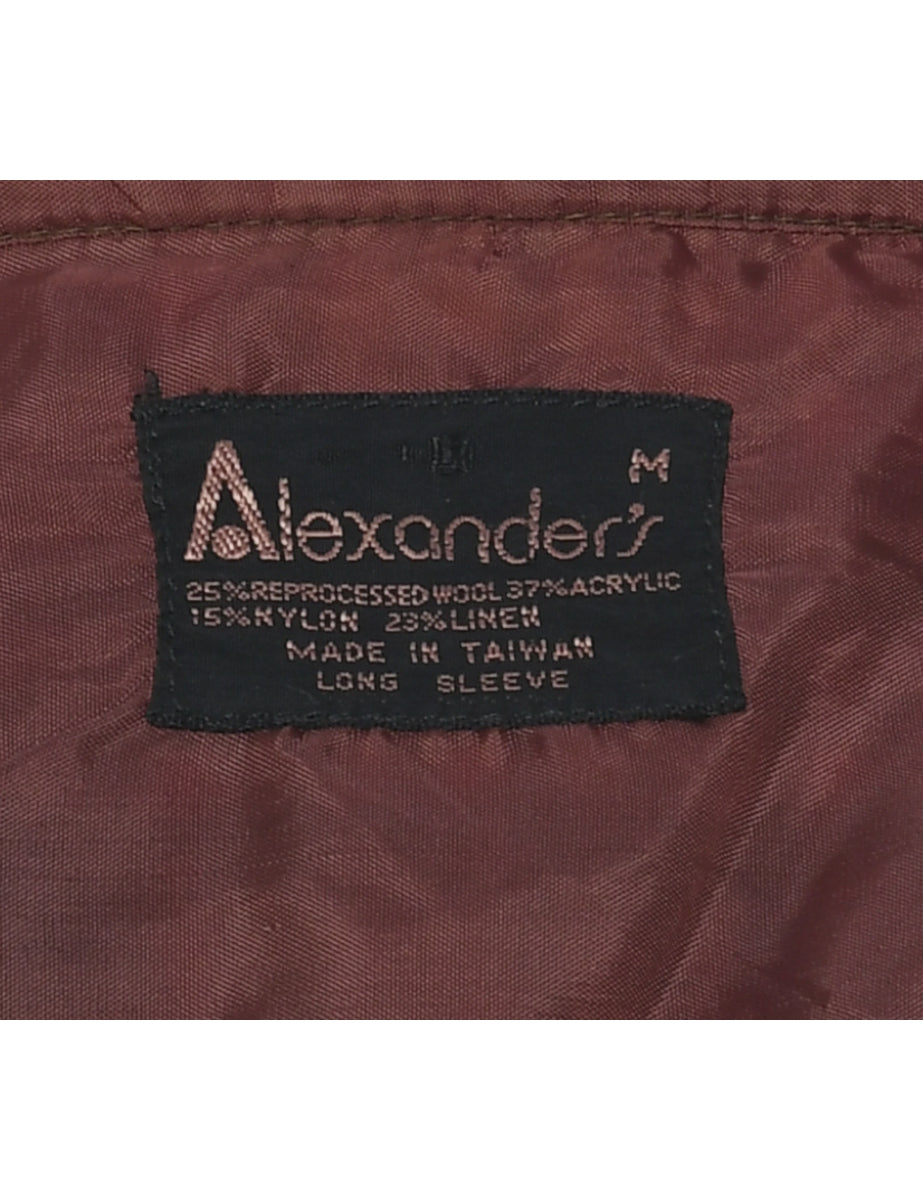 M
Alexander's
25% REPROCESSED WOOL 37% ACRYLIC
15% NYLON 23% LINEN
MADE IN TAIWAN
LONG SLEEVE